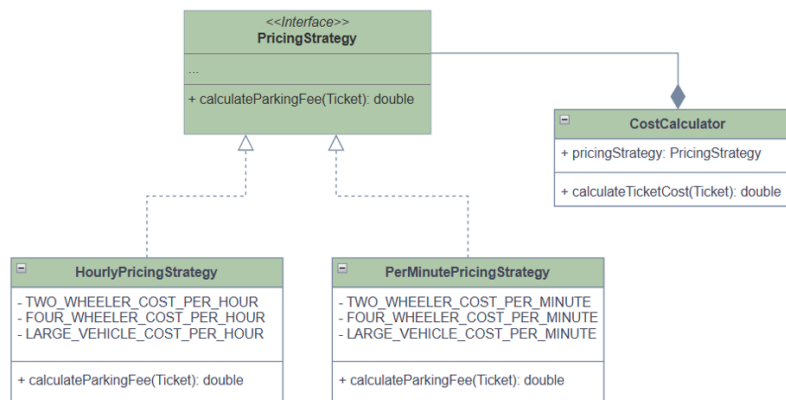 <<Interface>>
PricingStrategy
...
+ calculateParkingFee(Ticket): double
CostCalculator
+ pricingStrategy: PricingStrategy
+ calculateTicketCost(Ticket): double
HourlyPricingStrategy
- TWO_WHEELER_COST_PER_HOUR
- FOUR_WHEELER_COST_PER_HOUR
- LARGE_VEHICLE_COST_PER_HOUR
+ calculateParkingFee(Ticket): double
PerMinutePricingStrategy
- TWO_WHEELER_COST_PER_MINUTE
- FOUR_WHEELER_COST_PER_MINUTE
- LARGE_VEHICLE_COST_PER_MINUTE
+ calculateParkingFee(Ticket): double